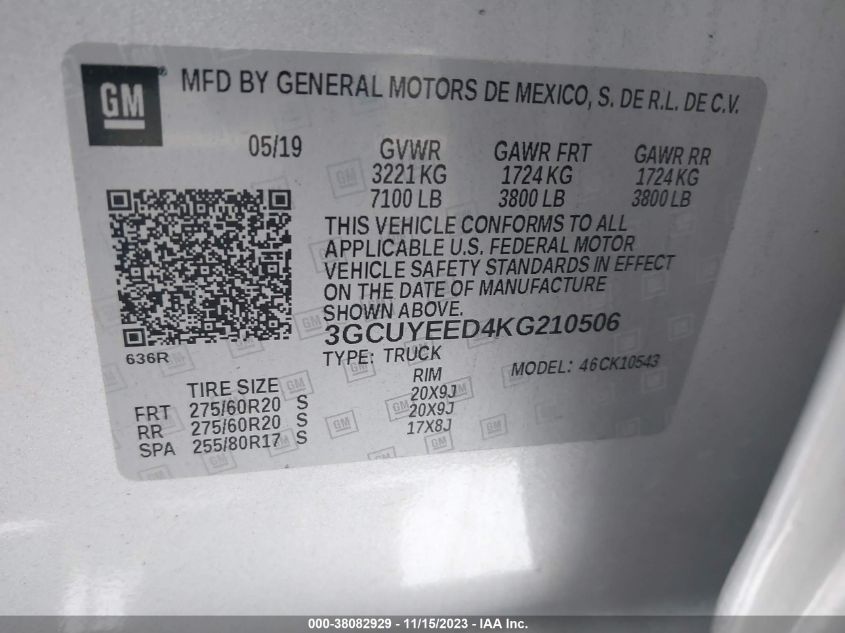 GM
MFD BY GENERAL MOTORS DE MEXICO, S. DE R.L. DE C.V.
05/19 GVWR GAWR FRT GAWR RR
3221 KG 1724 KG 1724 KG
7100 LB 3800 LB 3800 LB
THIS VEHICLE CONFORMS TO ALL
APPLICABLE U.S. FEDERAL MOTOR
VEHICLE SAFETY STANDARDS IN EFFECT
ON THE DATE OF MANUFACTURE
SHOWN ABOVE.
3GCUYEED4KG210506
636R
TYPE: TRUCK MODEL: 46CK10543
TIRE SIZE RIM
FRT 275/60R20 S 20X9J
RR 275/60R20 S 20X9J
SPA 255/80R17 S 17X8J
000-38082929 - 11/15/2023 - IAAI Inc.